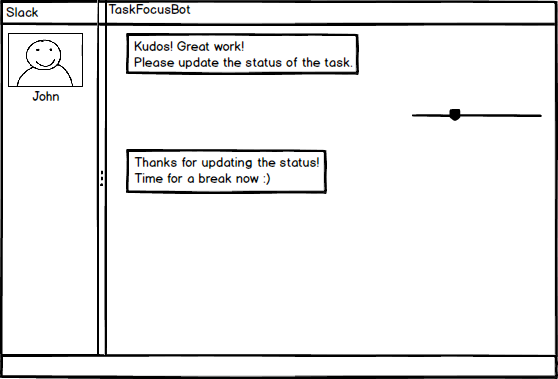 Slack
TaskFocusBot
John
Kudos! Great work!
Please update the status of the task.
Thanks for updating the status!
Time for a break now :)